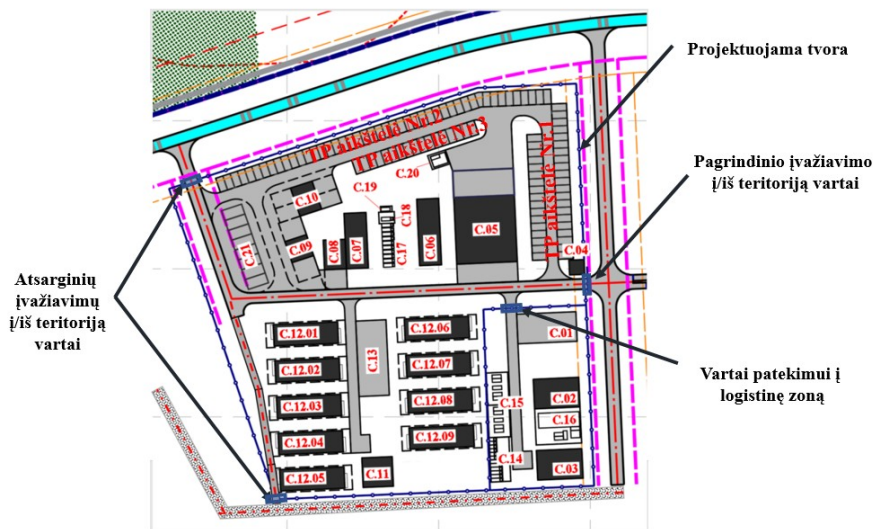 Projektuojama tvora
TP aikštelė Nr.2
TP aikštelė Nr.3
TP aikštelė Nr.1
Pagrindinio įvažiavimo
į/iš teritoriją vartai
C.20
C.19
C.10
C.18
C.21
C.09
C.08
C.07
C.17
C.06
C.05
C.04
Atsarginių
įvažiavimų
į/iš teritoriją
vartai
C.12.01
C.12.06
C.01
C.13
C.12.02
C.12.07
Vartai patekimui į
logistinę zoną
C.12.03
C.12.08
C.15
C.02
C.16
C.12.04
C.12.09
C.14
C.03
C.12.05
C.11